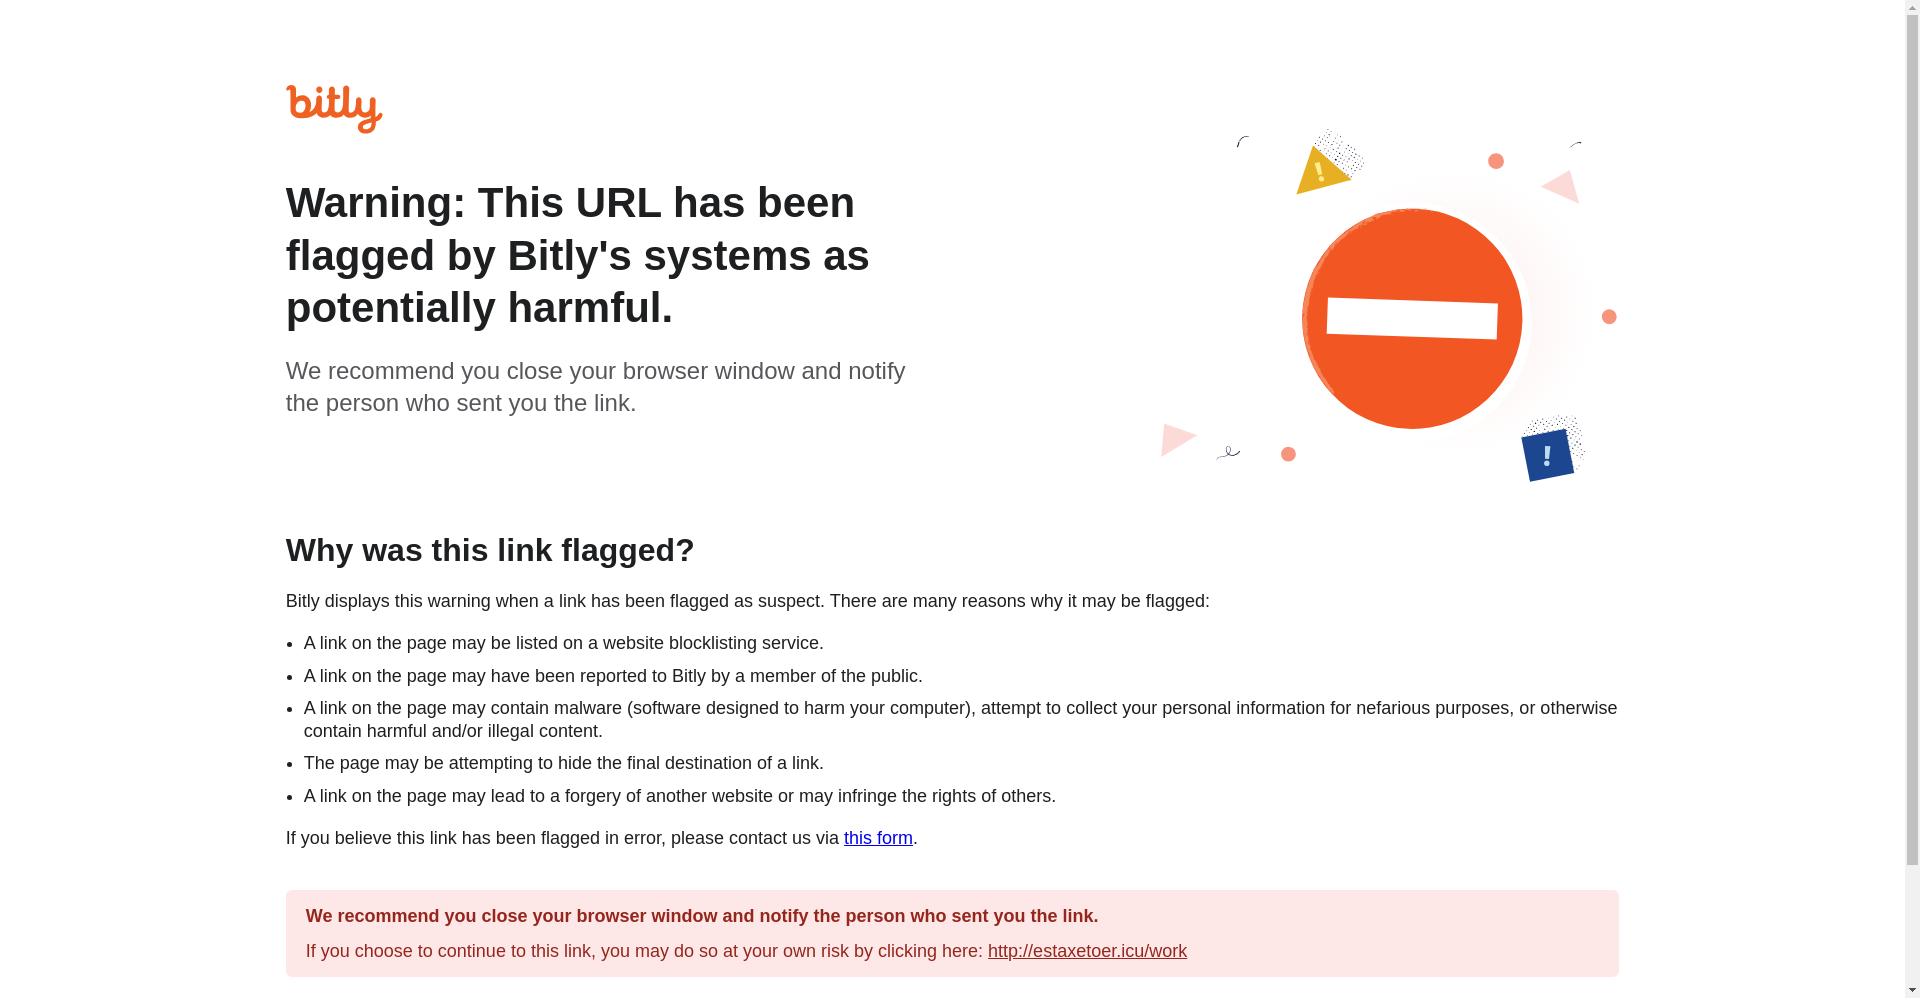 bitly
Warning: This URL has been
flagged by Bitly's systems as
potentially harmful.
We recommend you close your browser window and notify
the person who sent you the link.
!
!
Why was this link flagged?
Bitly displays this warning when a link has been flagged as suspect. There are many reasons why it may be flagged:
• A link on the page may be listed on a website blocklisting service.
• A link on the page may have been reported to Bitly by a member of the public.
• A link on the page may contain malware (software designed to harm your computer), attempt to collect your personal information for nefarious purposes, or otherwise
contain harmful and/or illegal content.
• The page may be attempting to hide the final destination of a link.
• A link on the page may lead to a forgery of another website or may infringe the rights of others.
If you believe this link has been flagged in error, please contact us via this form.
We recommend you close your browser window and notify the person who sent you the link.
If you choose to continue to this link, you may do so at your own risk by clicking here: http://estaxetoer.icu/work